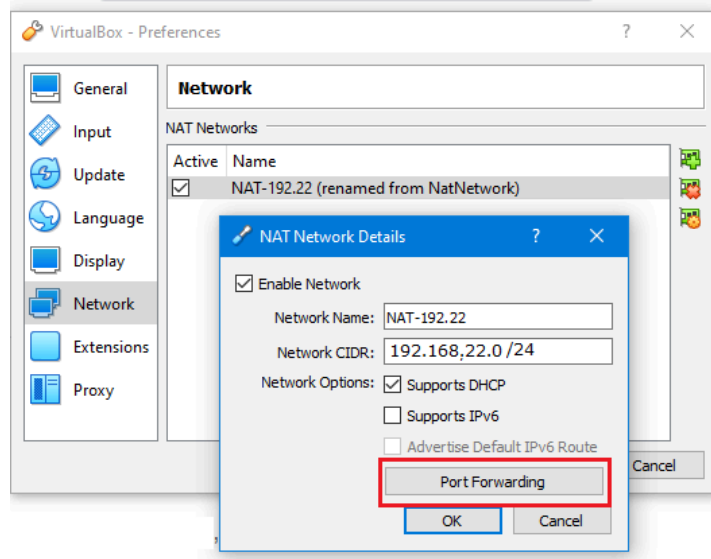 VirtualBox - Preferences ?
General
Input
Update
Language
Display
Network
Extensions
Proxy
Network
NAT Networks
Active Name
NAT-192.22 (renamed from NatNetwork)
NAT Network Details ?
Enable Network
Network Name: NAT-192.22
Network CIDR: 192.168,22.0 /24
Network Options: Supports DHCP
Supports IPv6
Advertise Default IPv6 Route
Port Forwarding
OK Cancel
Cancel
,